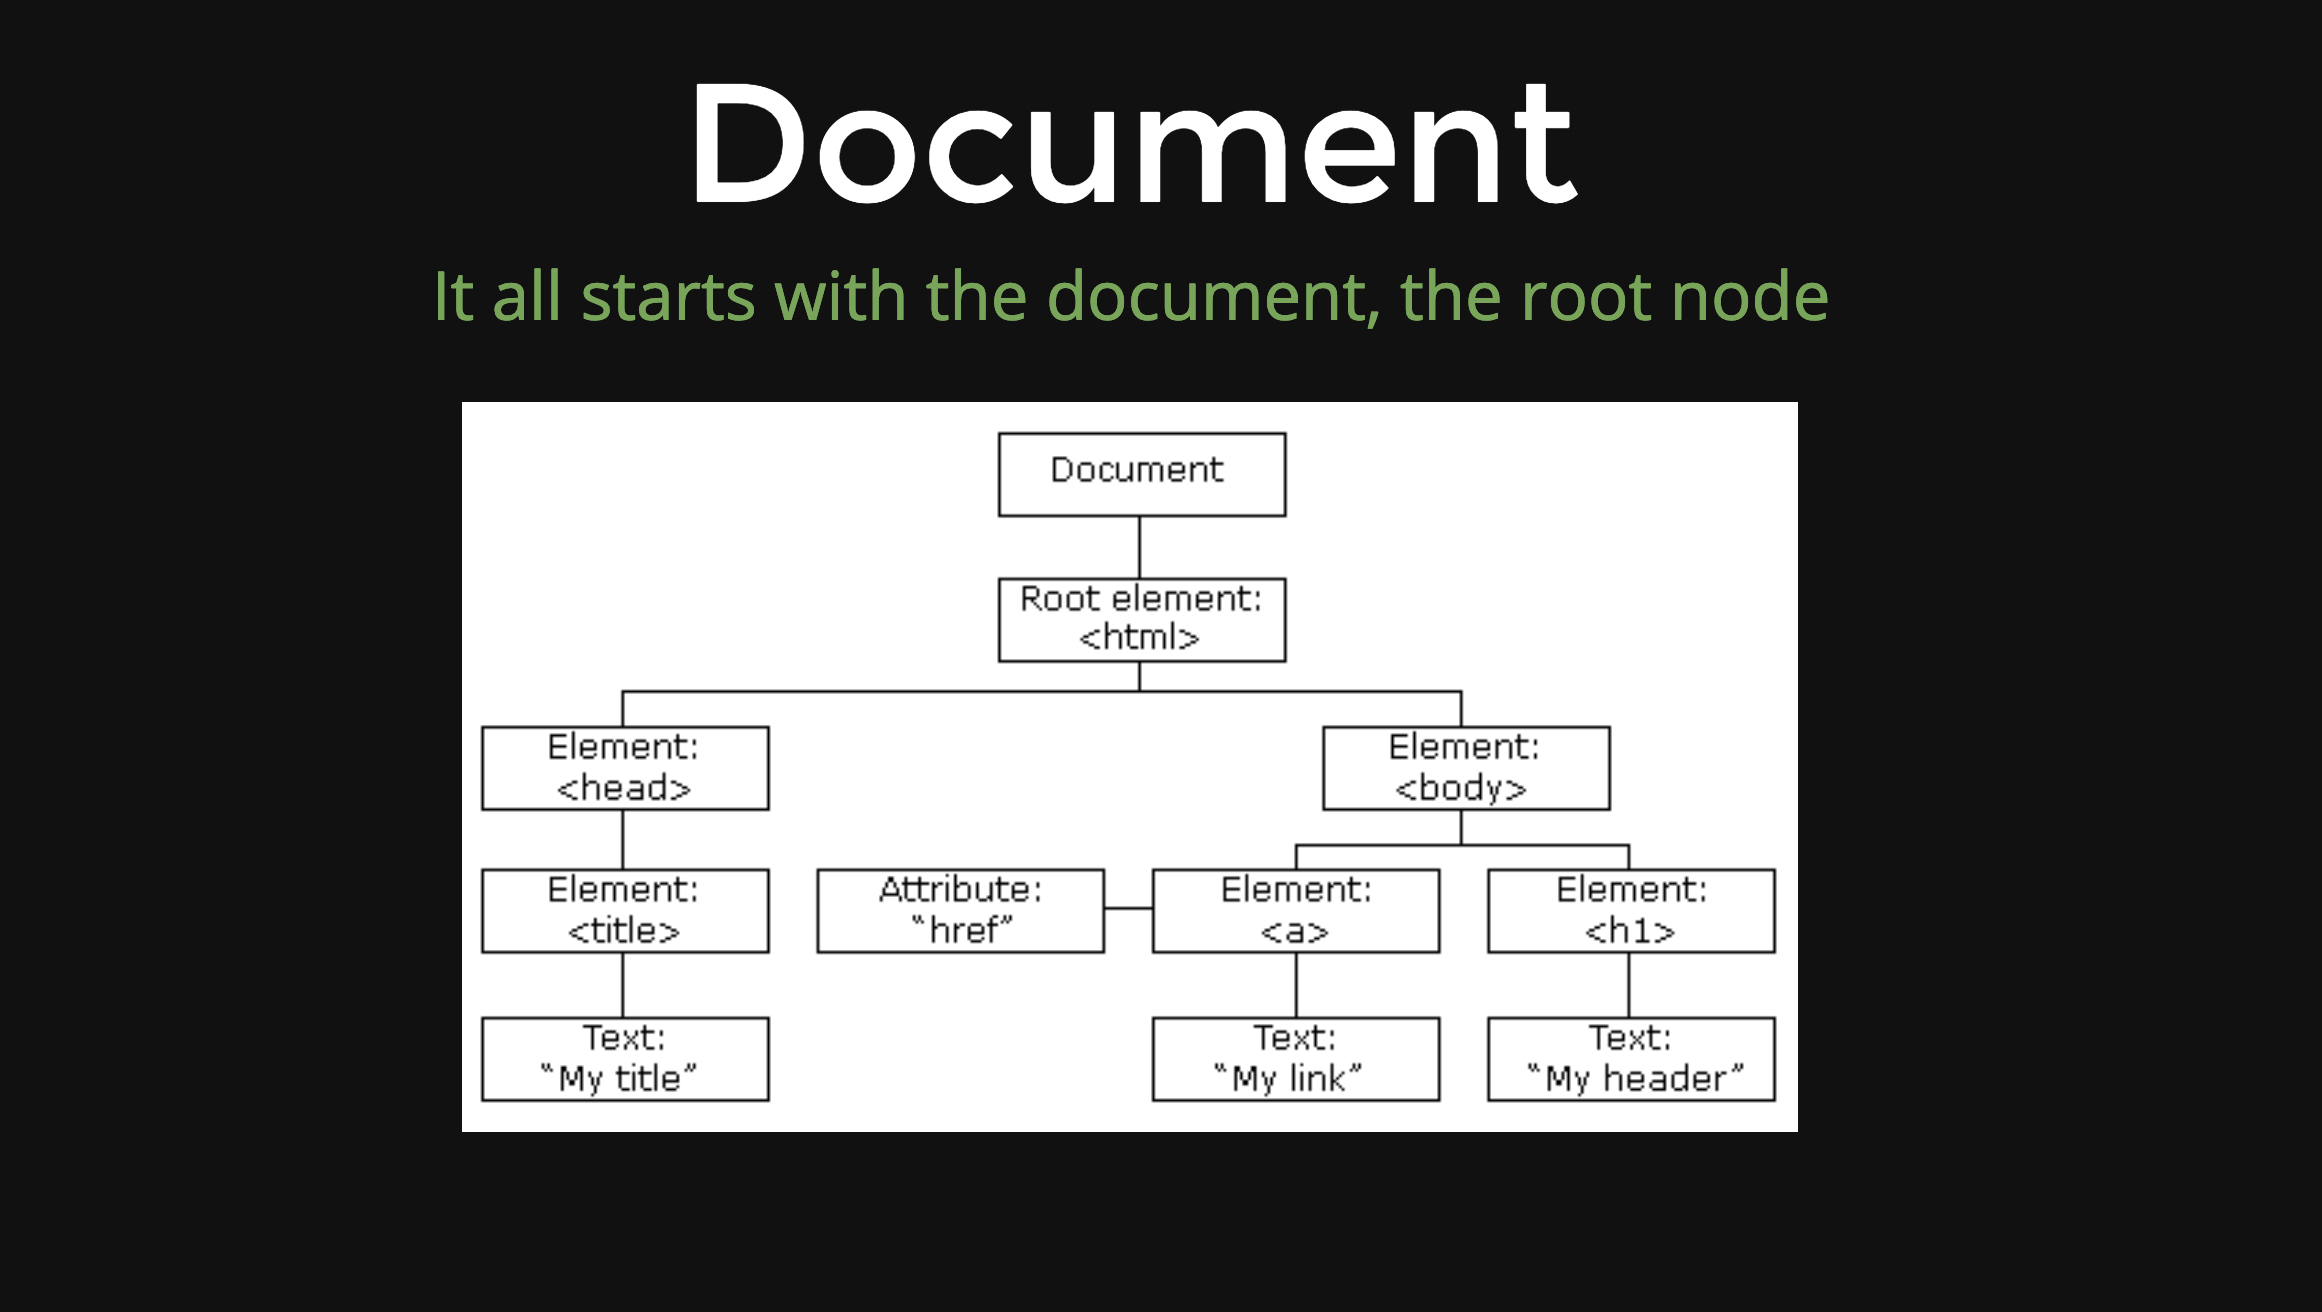 Document
It all starts with the document, the root node
Document
Root element:
<html>
Element:
<head>
Element:
<body>
Element:
<title>
Attribute:
“href”
Element:
<a>
Element:
<h1>
Text:
“My title”
Text:
“My link”
Text:
“My header”